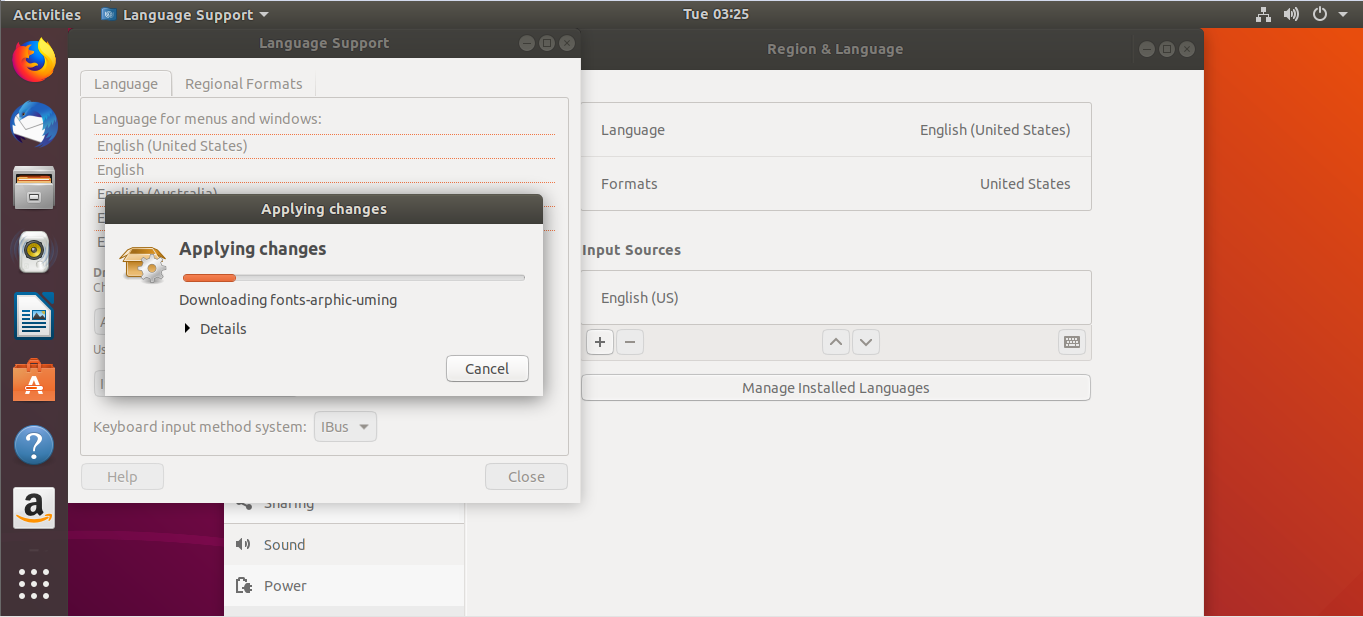 Activities
Language Support
Tue 03:25
Language Support
Language
Regional Formats
Language for menus and windows:
English (United States)
English
English (Australia)
Applying changes
Applying changes
Downloading fonts-arphic-uming
Details
Cancel
Keyboard input method system:
IBus
Help
Close
Region & Language
Language
English (United States)
Formats
United States
Input Sources
English (US)
Manage Installed Languages
Sharing
Sound
Power